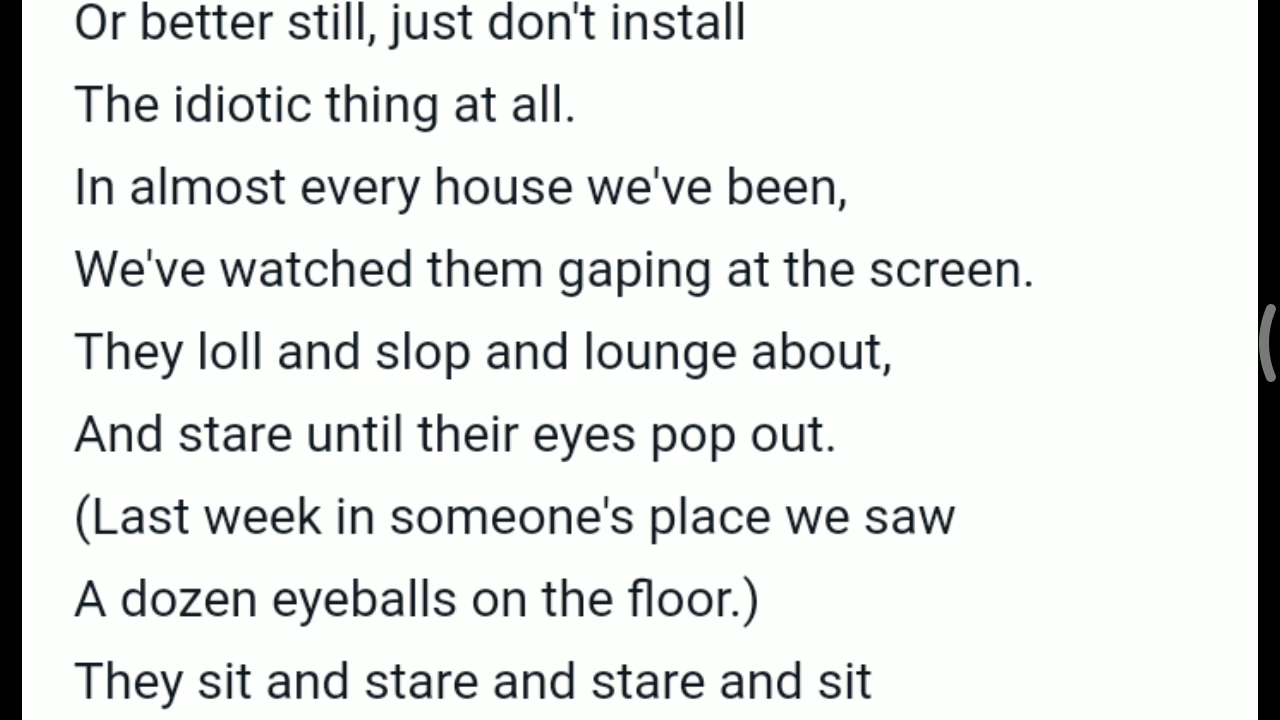 Or better still, just don't install
The idiotic thing at all.
In almost every house we've been,
We've watched them gaping at the screen.
They loll and slop and lounge about,
And stare until their eyes pop out.
(Last week in someone's place we saw
A dozen eyeballs on the floor.)
They sit and stare and stare and sit